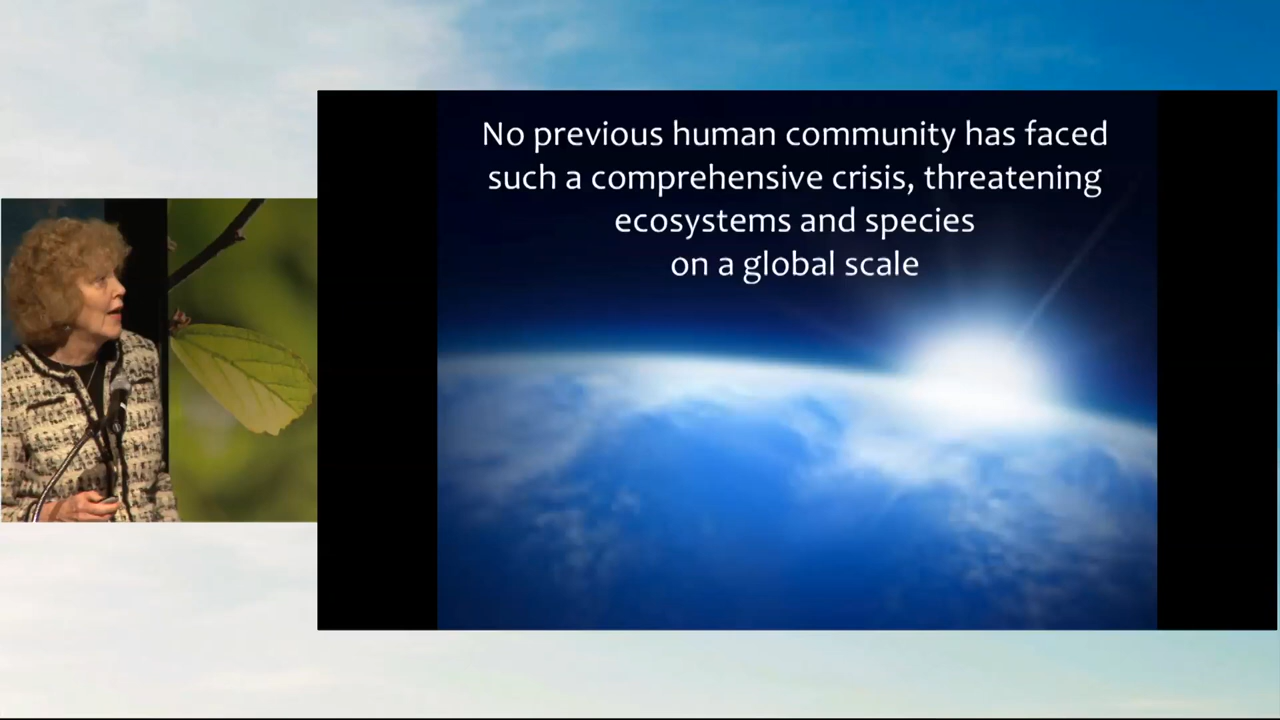 No previous human community has faced
such a comprehensive crisis, threatening
ecosystems and species
on a global scale